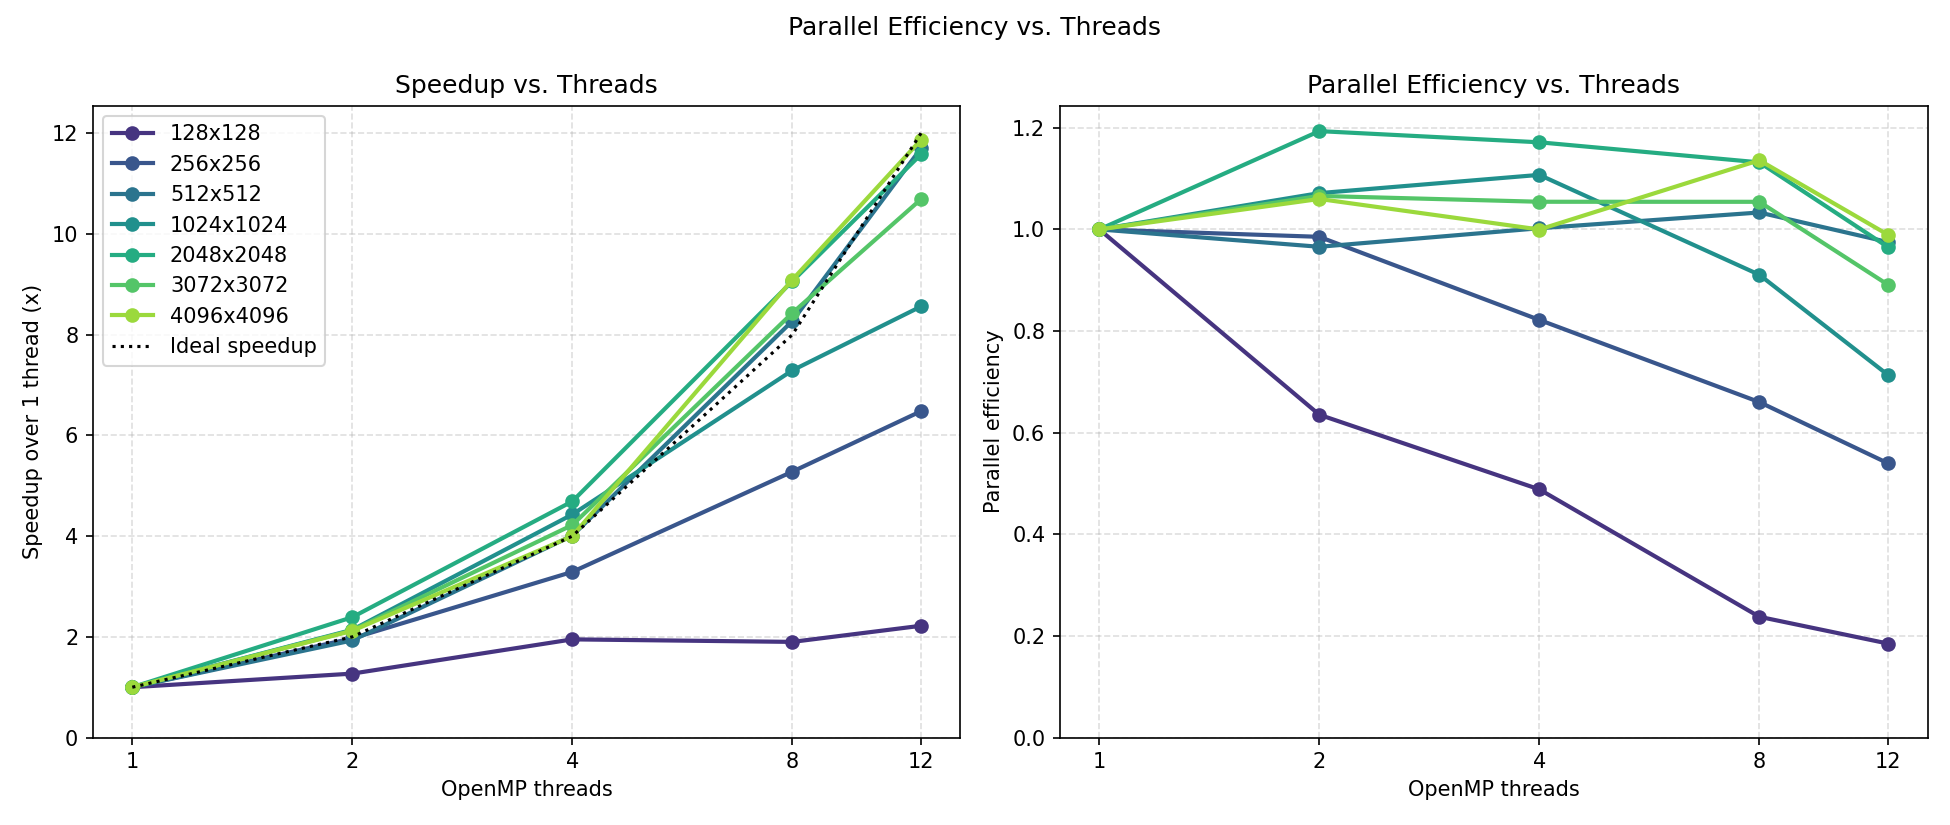 Parallel Efficiency vs. Threads
Speedup vs. Threads
Speedup over 1 thread (x)
12
10
8
6
4
2
0
128x128
256x256
512x512
1024x1024
2048x2048
3072x3072
4096x4096
Ideal speedup
1
2
4
8
12
OpenMP threads
Parallel Efficiency vs. Threads
Parallel efficiency
1.2
1.0
0.8
0.6
0.4
0.2
0.0
1
2
4
8
12
OpenMP threads